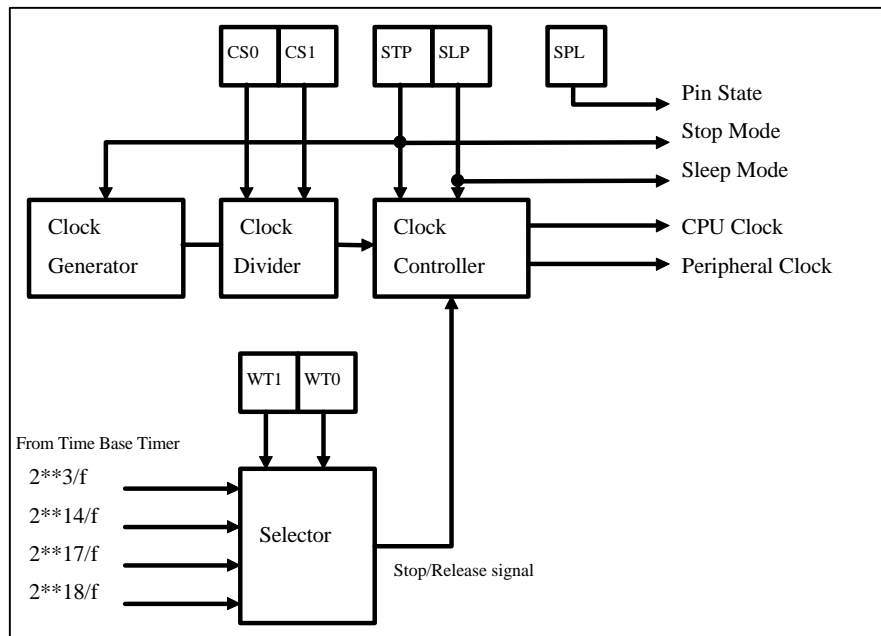 CS0 CS1 STP SLP SPL
Pin State
Stop Mode
Sleep Mode
Clock
Generator
Clock
Divider
Clock
Controller
CPU Clock
Peripheral Clock
WT1 WT0
From Time Base Timer
2**3/f
2**14/f
2**17/f
2**18/f
Selector
Stop/Release signal